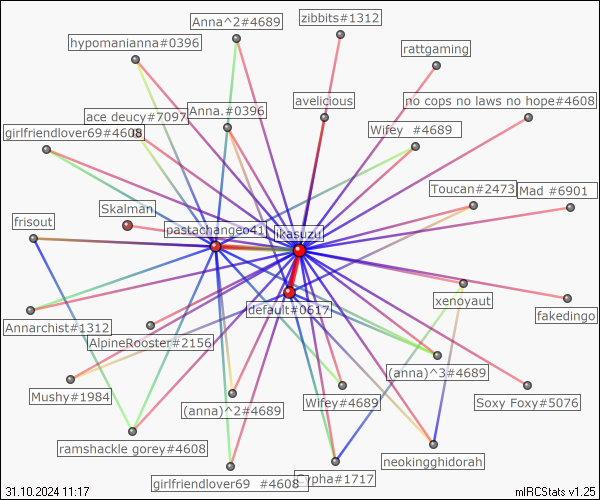 Anna^2#4689
zibbits#1312
hypomanianna#0396
rattgaming
avelicious
no cops no laws no hope#4608
ace deucy#7097
Anna.#0396
girlfriendlover69#4608
Wifey #4689
Toucan#2473
Mad #6901
Skalman
frisout
pastachangeo41
jkasuzu
xenoyaut
default#0617
fakedingo
Annarchist#1312
AlpineRooster#2156
(anna)^3#4689
Mushy#1984
(anna)^2#4689
Wifey#4689
Soxy Foxy#5076
ramshackle gorey#4608
neokingghidorah
girlfriendlover69 #4608
Cypha#1717
31.10.2024 11:17
mIRCStats v1.25